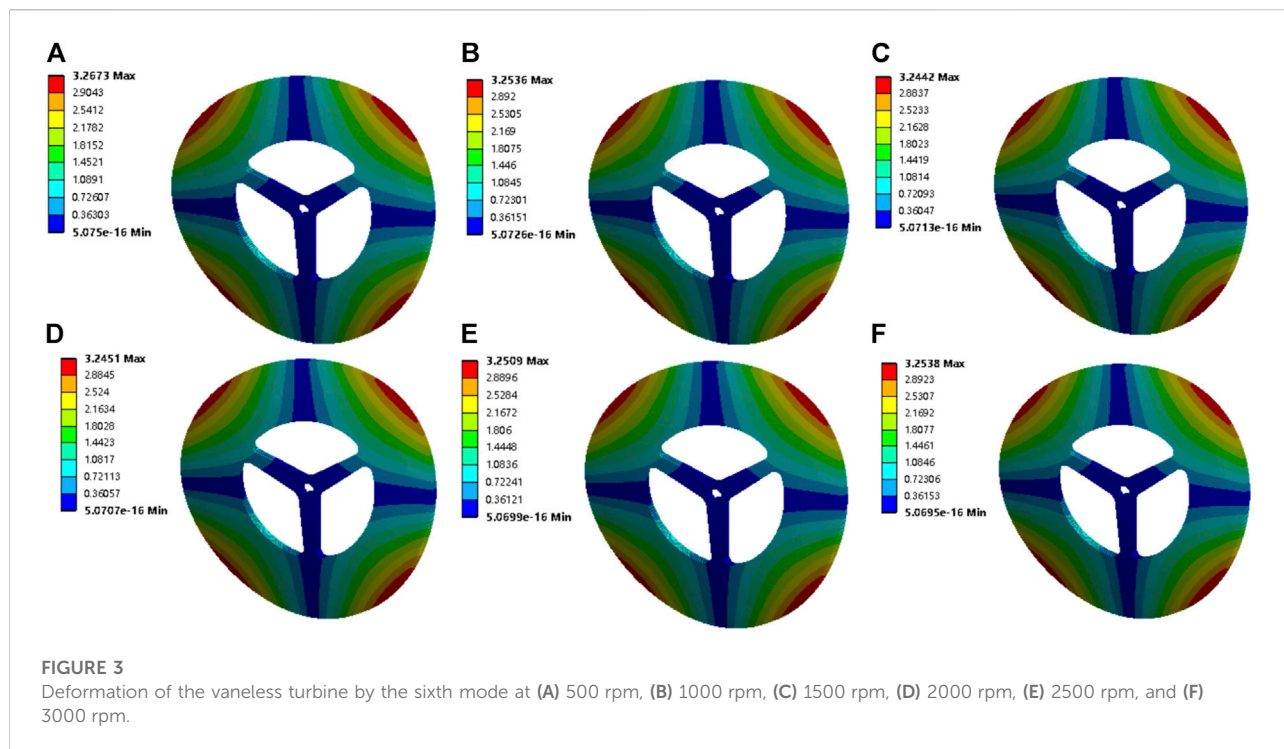 A
3.2673 Max
2.9043
2.5412
2.1782
1.8152
1.4521
1.0891
0.72607
0.36303
5.075e-16 Min
B
3.2536 Max
2.892
2.5305
2.169
1.8075
1.446
1.0845
0.72301
0.36151
5.0726e-16 Min
C
3.2442 Max
2.8837
2.5233
2.1628
1.8023
1.4419
1.0814
0.72093
0.36047
5.0713e-16 Min
D
3.2451 Max
2.8845
2.524
2.1634
1.8028
1.4423
1.0817
0.72113
0.36057
5.0707e-16 Min
E
3.2509 Max
2.8896
2.5284
2.1672
1.806
1.4448
1.0836
0.72241
0.36121
5.0699e-16 Min
F
3.2538 Max
2.8923
2.5307
2.1692
1.8077
1.4461
1.0846
0.72306
0.36153
5.0695e-16 Min
FIGURE 3
Deformation of the vaneless turbine by the sixth mode at (A) 500 rpm, (B) 1000 rpm, (C) 1500 rpm, (D) 2000 rpm, (E) 2500 rpm, and (F)
3000 rpm.